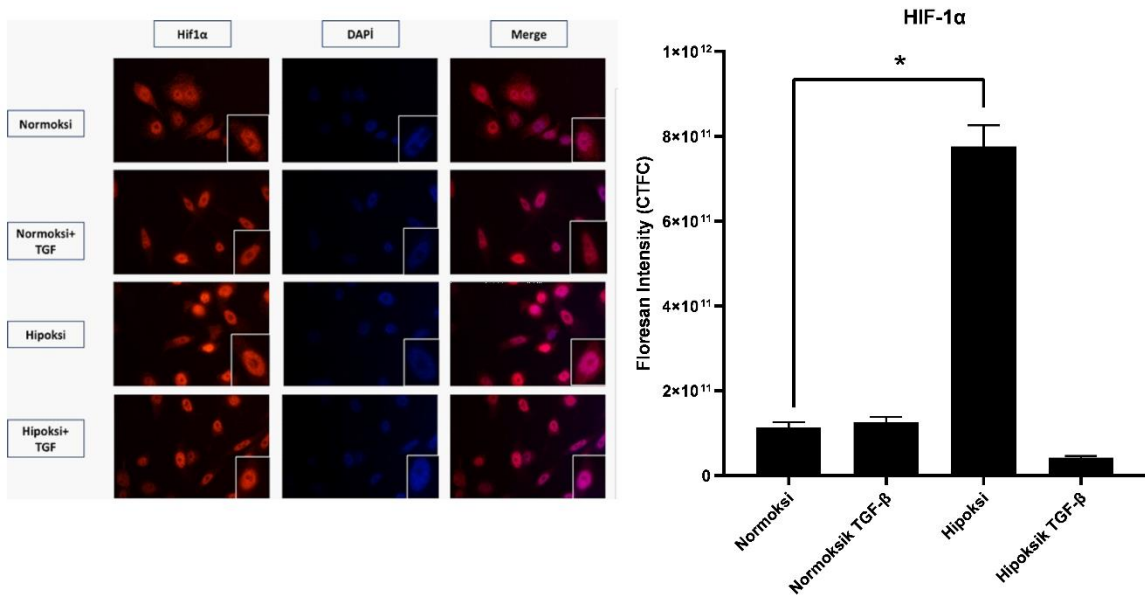 Hif1α
DAPİ
Merge
Normoksi
Normoksi+
TGF
Hipoksi
Hipoksi+
TGF
HIF-1α
Floresan Intensity (CTFC)
1×10¹²
8×10¹¹
6×10¹¹
4×10¹¹
2×10¹¹
0
*
Normoksi
Normoksik TGF-β
Hipoksi
Hipoksik TGF-β